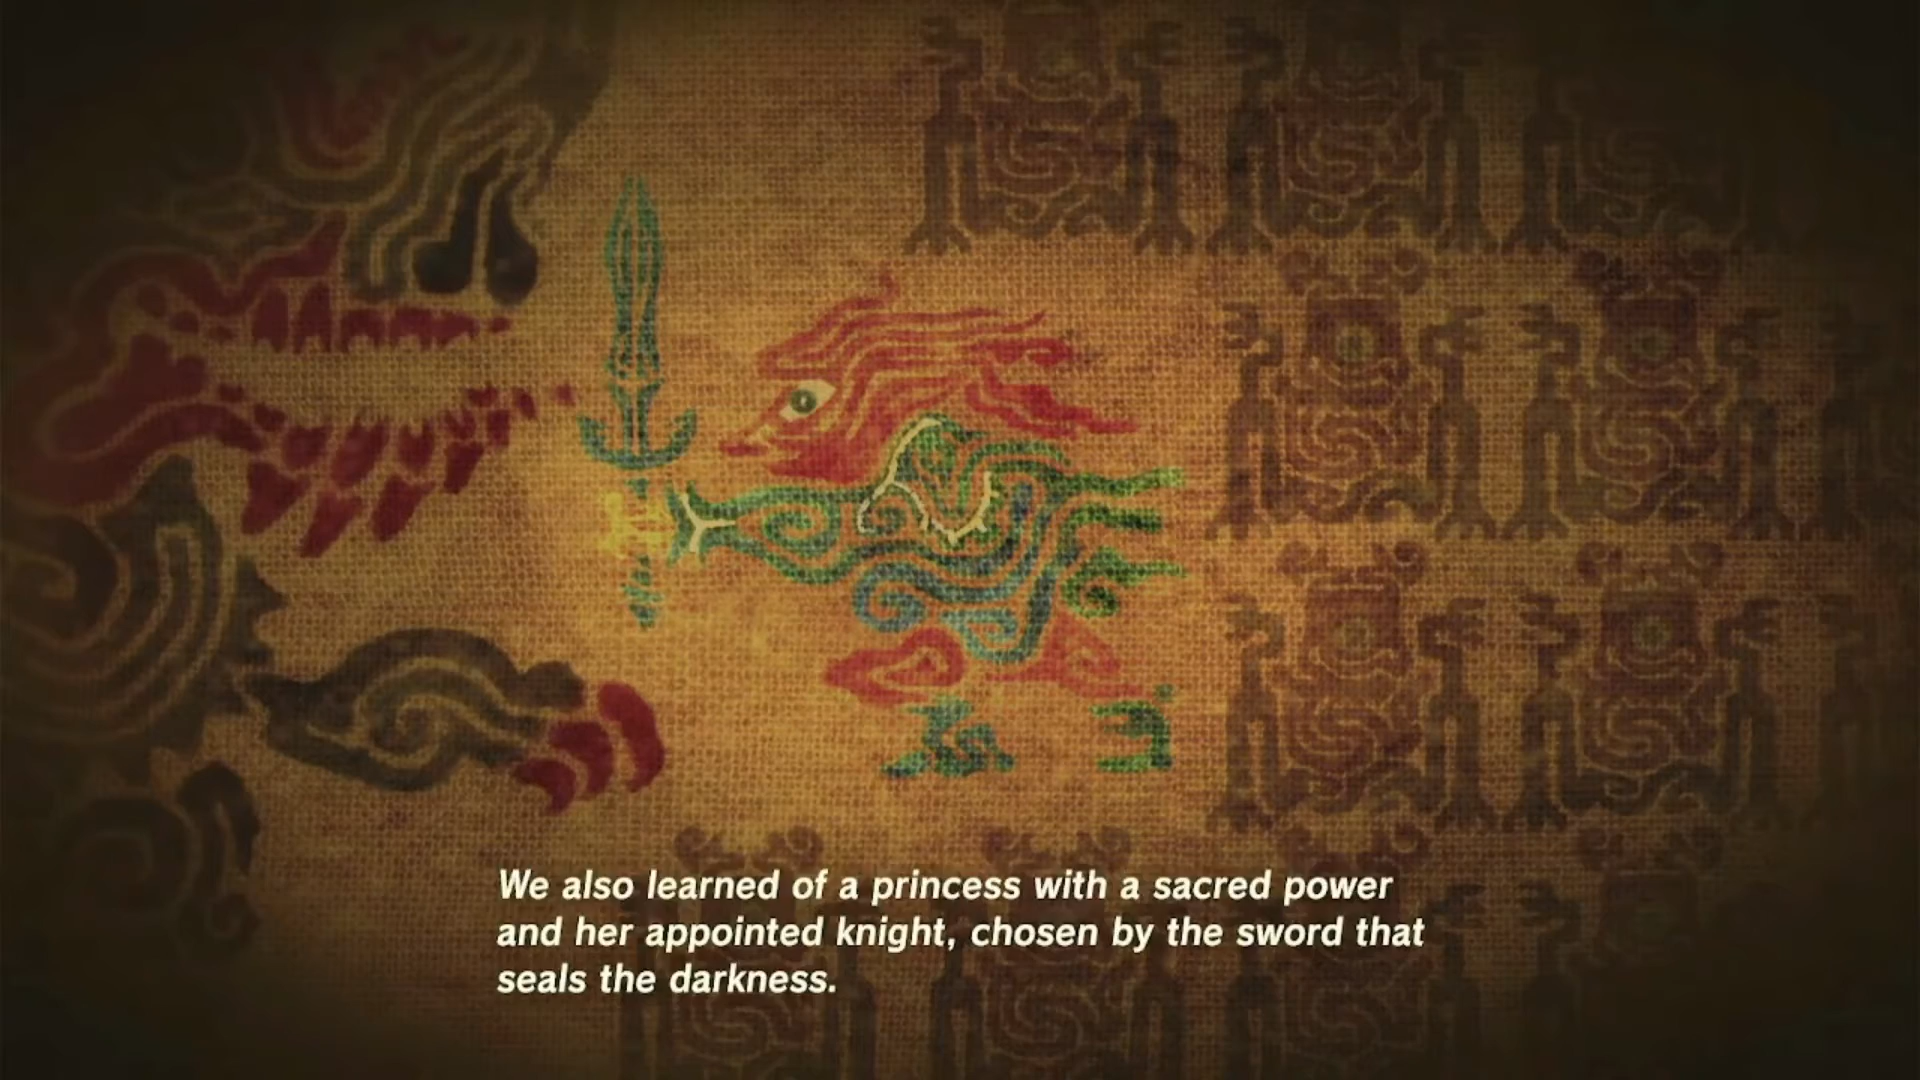 We also learned of a princess with a sacred power
and her appointed knight, chosen by the sword that
seals the darkness.